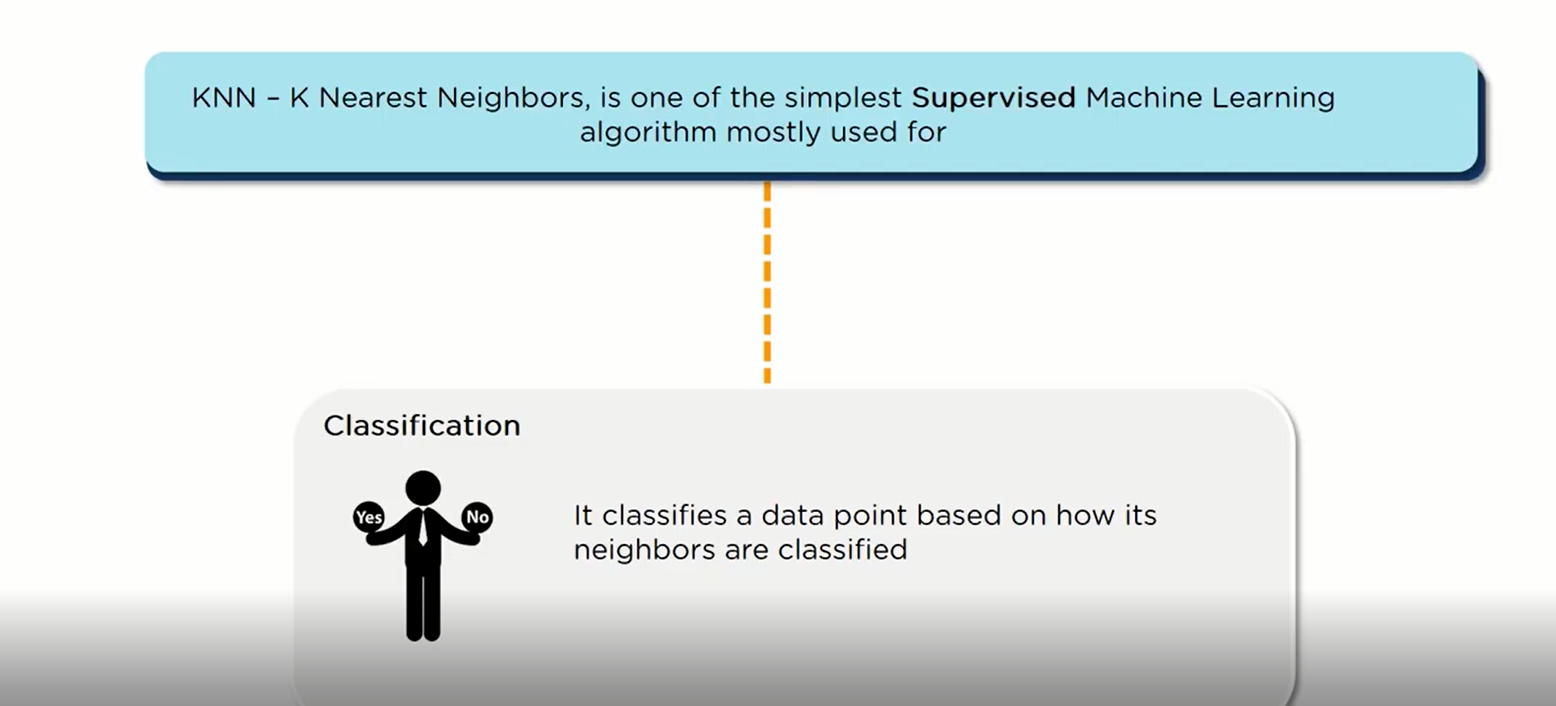 KNN – K Nearest Neighbors, is one of the simplest Supervised Machine Learning
algorithm mostly used for
Classification
Yes
No
It classifies a data point based on how its
neighbors are classified